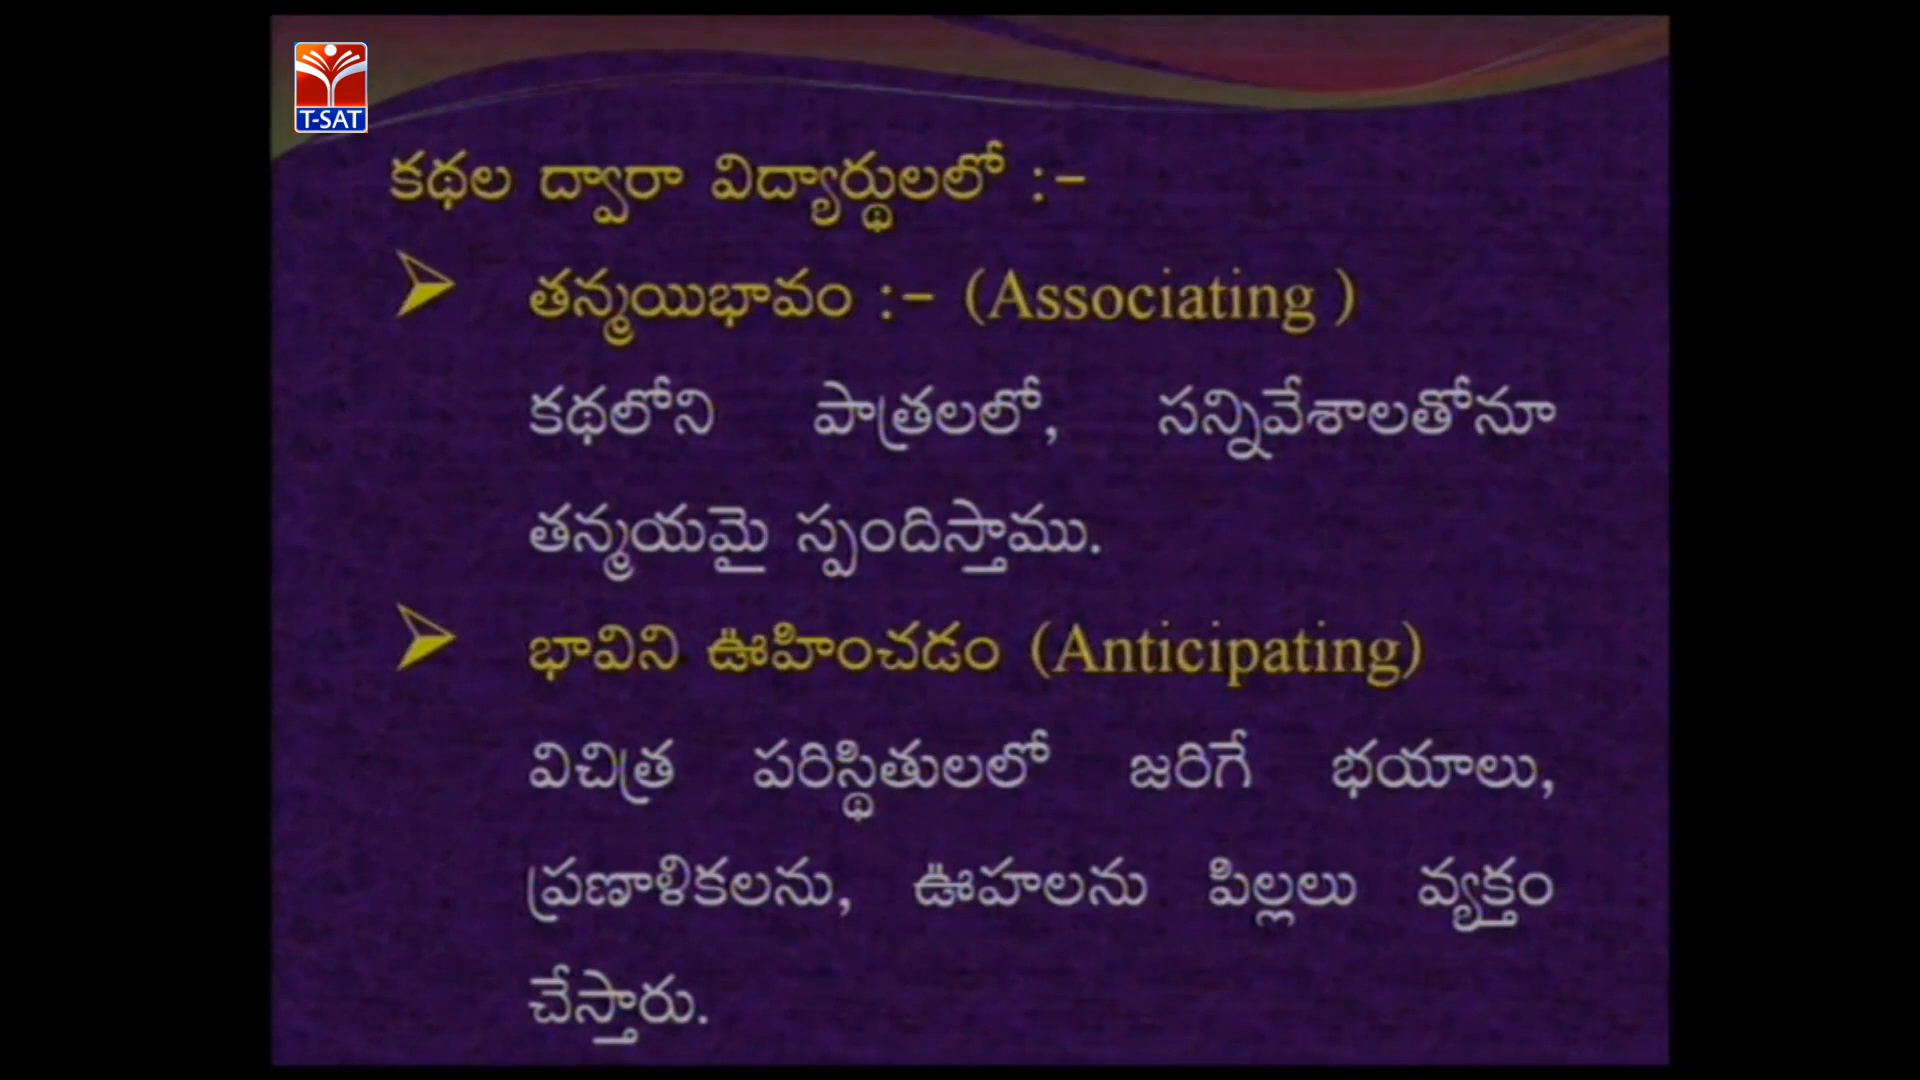 T-SAT
కథల ద్వారా విద్యార్థులలో :-
తన్మయిభావం :- (Associating )
కథలోని పాత్రలలో, సన్నివేశాలతోనూ
తన్మయమై స్పందిస్తాము.
భావిని ఊహించడం (Anticipating)
విచిత్ర పరిస్థితులలో జరిగే భయాలు,
ప్రణాళికలను, ఊహలను పిల్లలు వ్యక్తం
చేస్తారు.